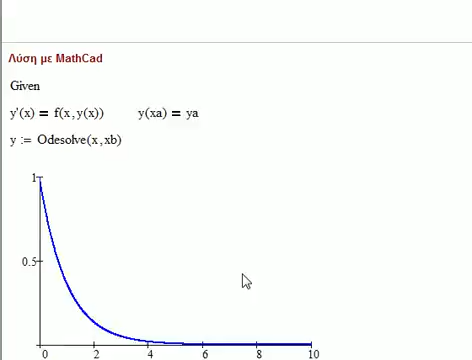 Λύση με MathCad
Given
y'(x) = f(x,y(x)) y(xa) = ya
y := Odesolve(x,xb)
1
0.5
0 2 4 6 8 10